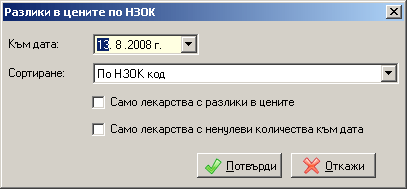 Разлики в цените по НЗОК
Към дата: 13. 8 .2008 г.
Сортиране: По НЗОК код
Само лекарства с разлики в цените
Само лекарства с ненулеви количества към дата
Потвърди Откажи